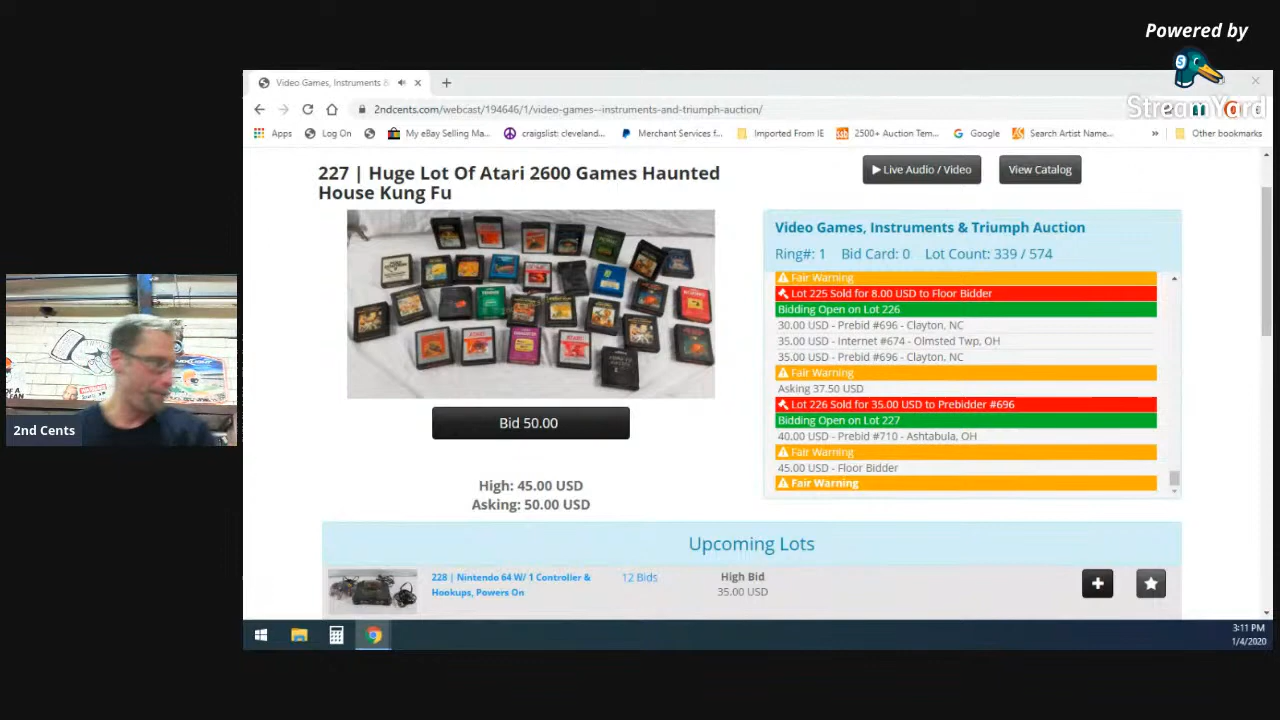 Powered by
StreamYard
Video Games, Instruments &
2ndcents.com/webcast/194646/1/video-games--instruments-and-triumph-auction/
Apps
Log On
My eBay Selling Ma...
craigslist: cleveland...
Merchant Services f...
Imported From IE
2500+ Auction Tem...
Google
Search Artist Name...
Other bookmarks
227 | Huge Lot Of Atari 2600 Games Haunted
House Kung Fu
Live Audio / Video
View Catalog
Bid 50.00
High: 45.00 USD
Asking: 50.00 USD
Video Games, Instruments & Triumph Auction
Ring#: 1 Bid Card: 0 Lot Count: 339 / 574
Fair Warning
Lot 225 Sold for 8.00 USD to Floor Bidder
Bidding Open on Lot 226
30.00 USD - Prebid #696 - Clayton, NC
35.00 USD - Internet #674 - Olmsted Twp, OH
35.00 USD - Prebid #696 - Clayton, NC
Fair Warning
Asking 37.50 USD
Lot 226 Sold for 35.00 USD to Prebidder #696
Bidding Open on Lot 227
40.00 USD - Prebid #710 - Ashtabula, OH
Fair Warning
45.00 USD - Floor Bidder
Fair Warning
2nd Cents
Upcoming Lots
228 | Nintendo 64 W/ 1 Controller &
Hookups, Powers On
12 Bids
High Bid
35.00 USD
3:11 PM
1/4/2020